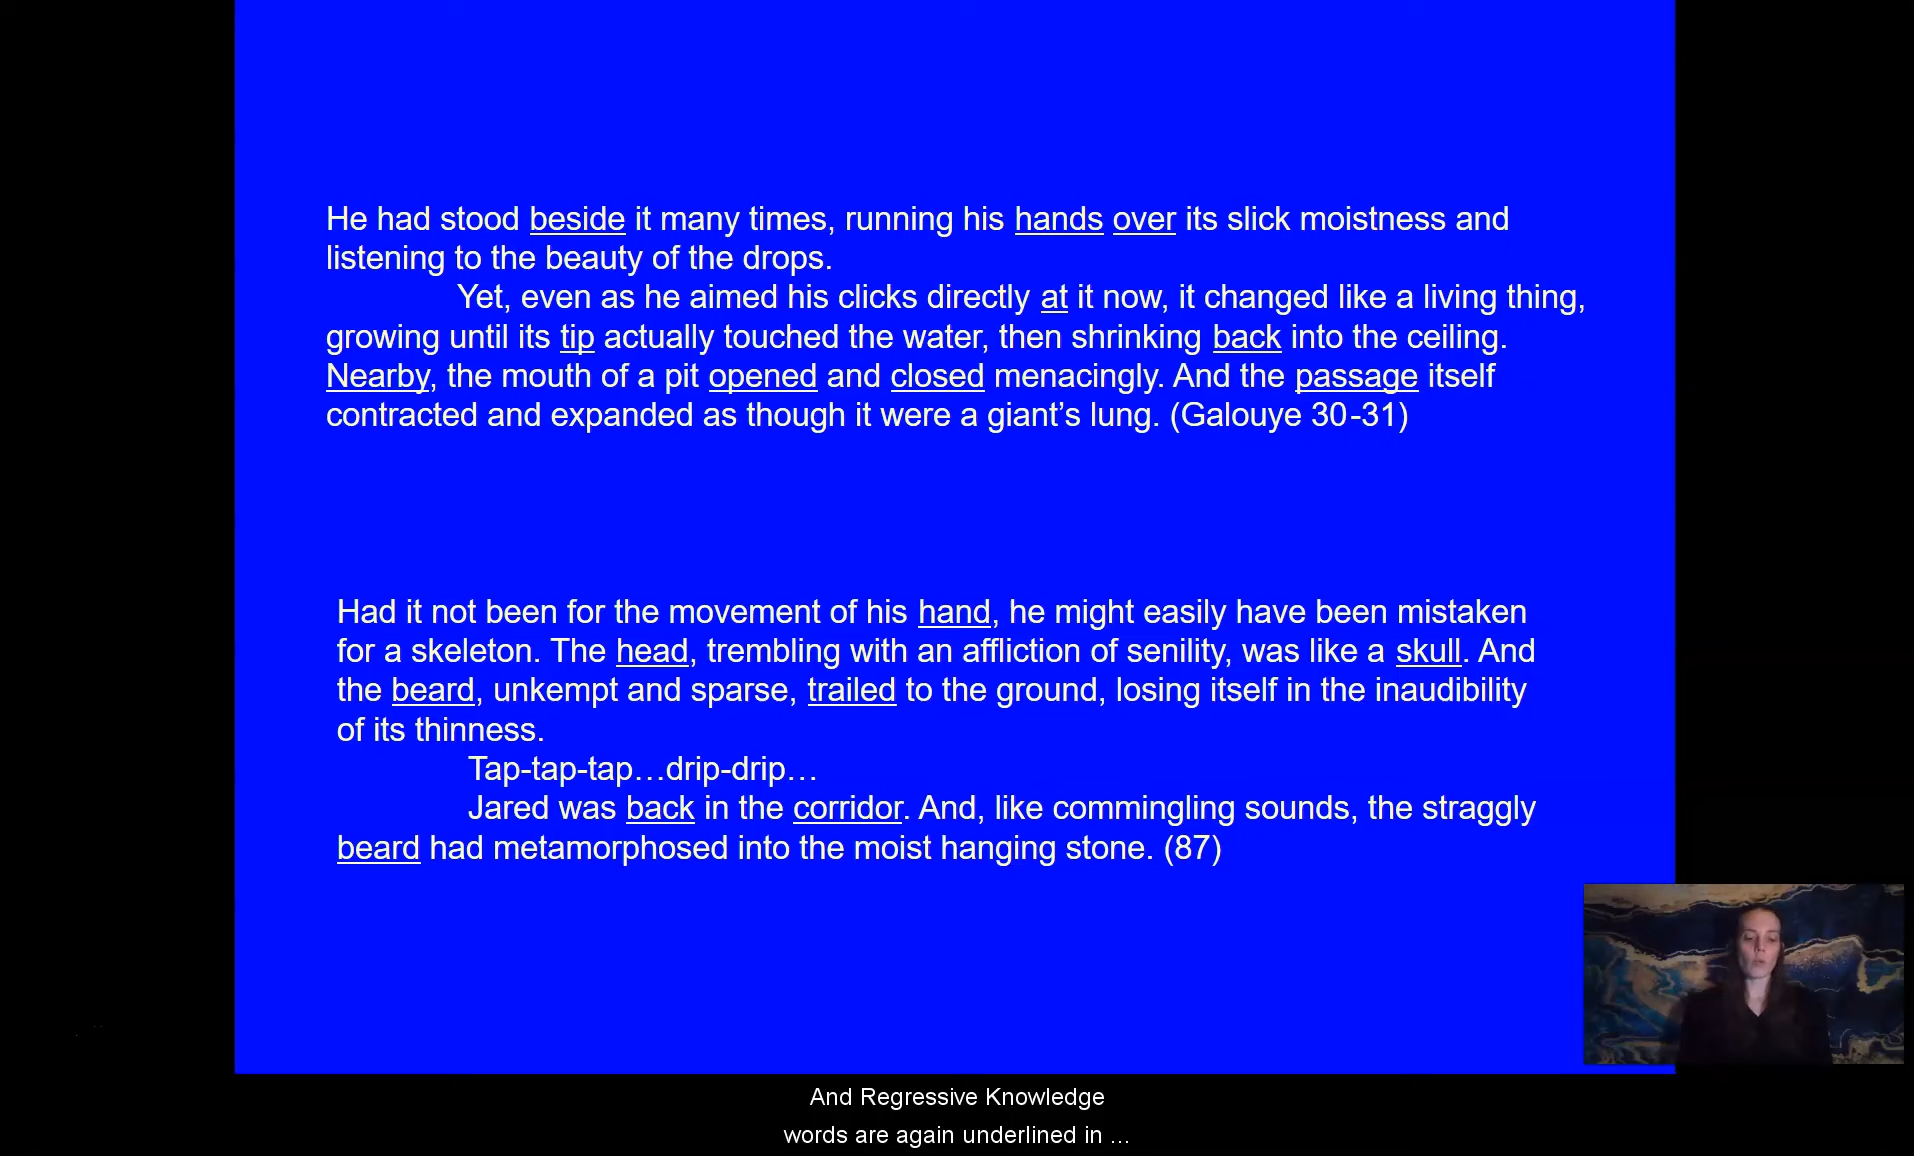 He had stood beside it many times, running his hands over its slick moistness and
listening to the beauty of the drops.
Yet, even as he aimed his clicks directly at it now, it changed like a living thing,
growing until its tip actually touched the water, then shrinking back into the ceiling.
Nearby, the mouth of a pit opened and closed menacingly. And the passage itself
contracted and expanded as though it were a giant’s lung. (Galouye 30-31)
Had it not been for the movement of his hand, he might easily have been mistaken
for a skeleton. The head, trembling with an affliction of senility, was like a skull. And
the beard, unkempt and sparse, trailed to the ground, losing itself in the inaudibility
of its thinness.
Tap-tap-tap…drip-drip…
Jared was back in the corridor. And, like commingling sounds, the straggly
beard had metamorphosed into the moist hanging stone. (87)
And Regressive Knowledge
words are again underlined in ...